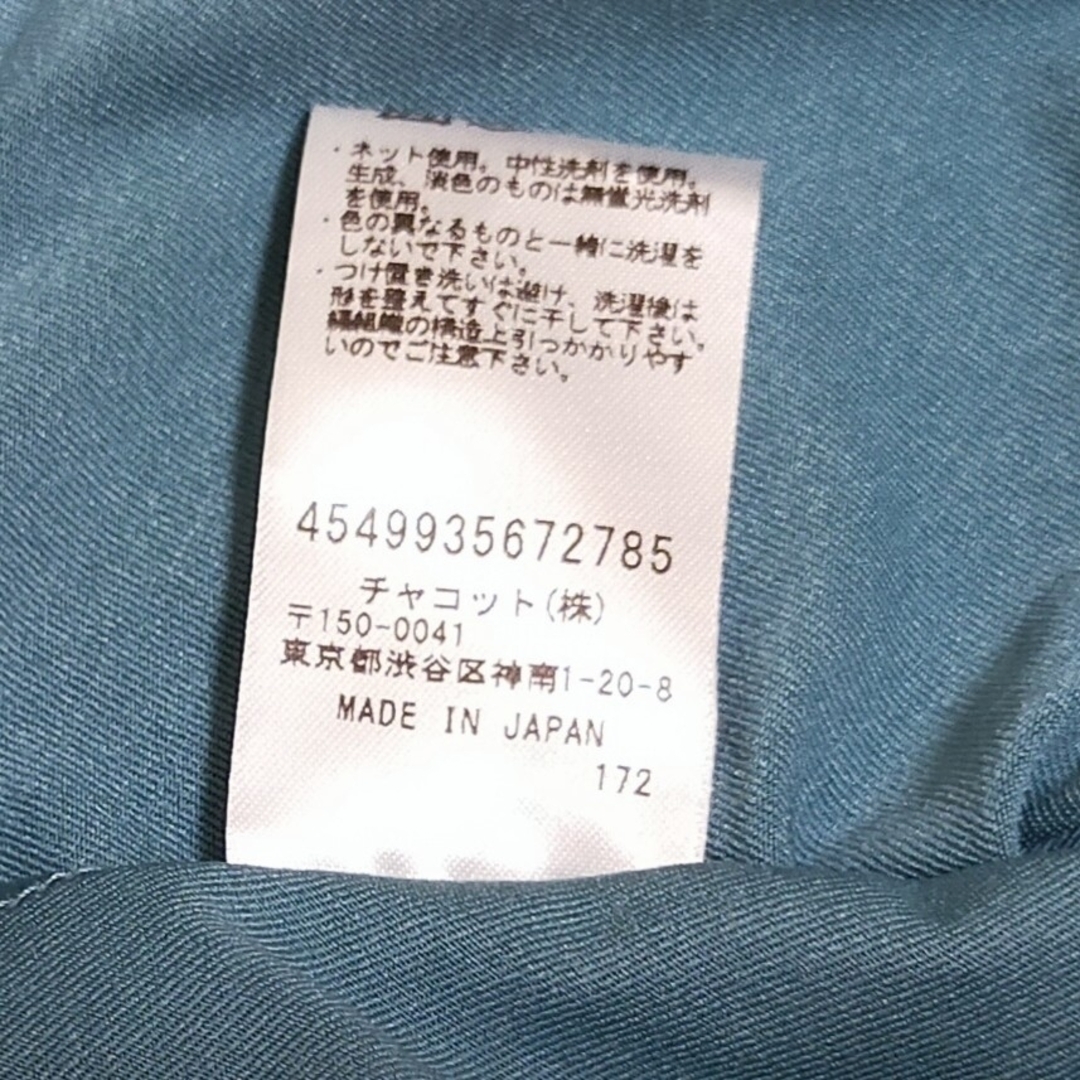 ・ネット使用。中性洗剤を使用。
生成、淡色のものは無蛍光洗剤
を使用。
・色の異なるものと一緒に洗濯を
しないで下さい。
・つけ置き洗いは避け、洗濯後は
形を整えてすぐに干して下さい。
の構造上引っかかりやす
いのでご注意下さい。
4549935672785
チャコット(株)
〒150-0041
東京都渋谷区神南1-20-8
MADE IN JAPAN
172